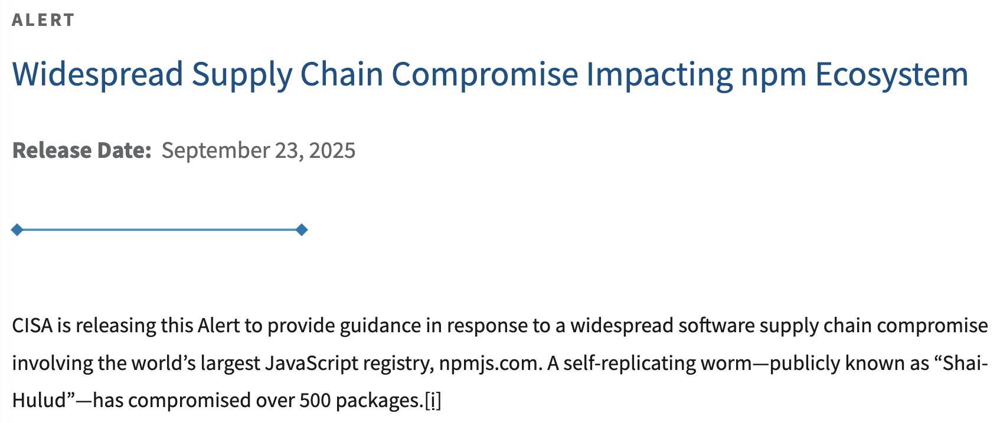 ALERT
Widespread Supply Chain Compromise Impacting npm Ecosystem
Release Date: September 23, 2025
CISA is releasing this Alert to provide guidance in response to a widespread software supply chain compromise
involving the world’s largest JavaScript registry, npmjs.com. A self-replicating worm—publicly known as “Shai-
Hulud”—has compromised over 500 packages.[i]